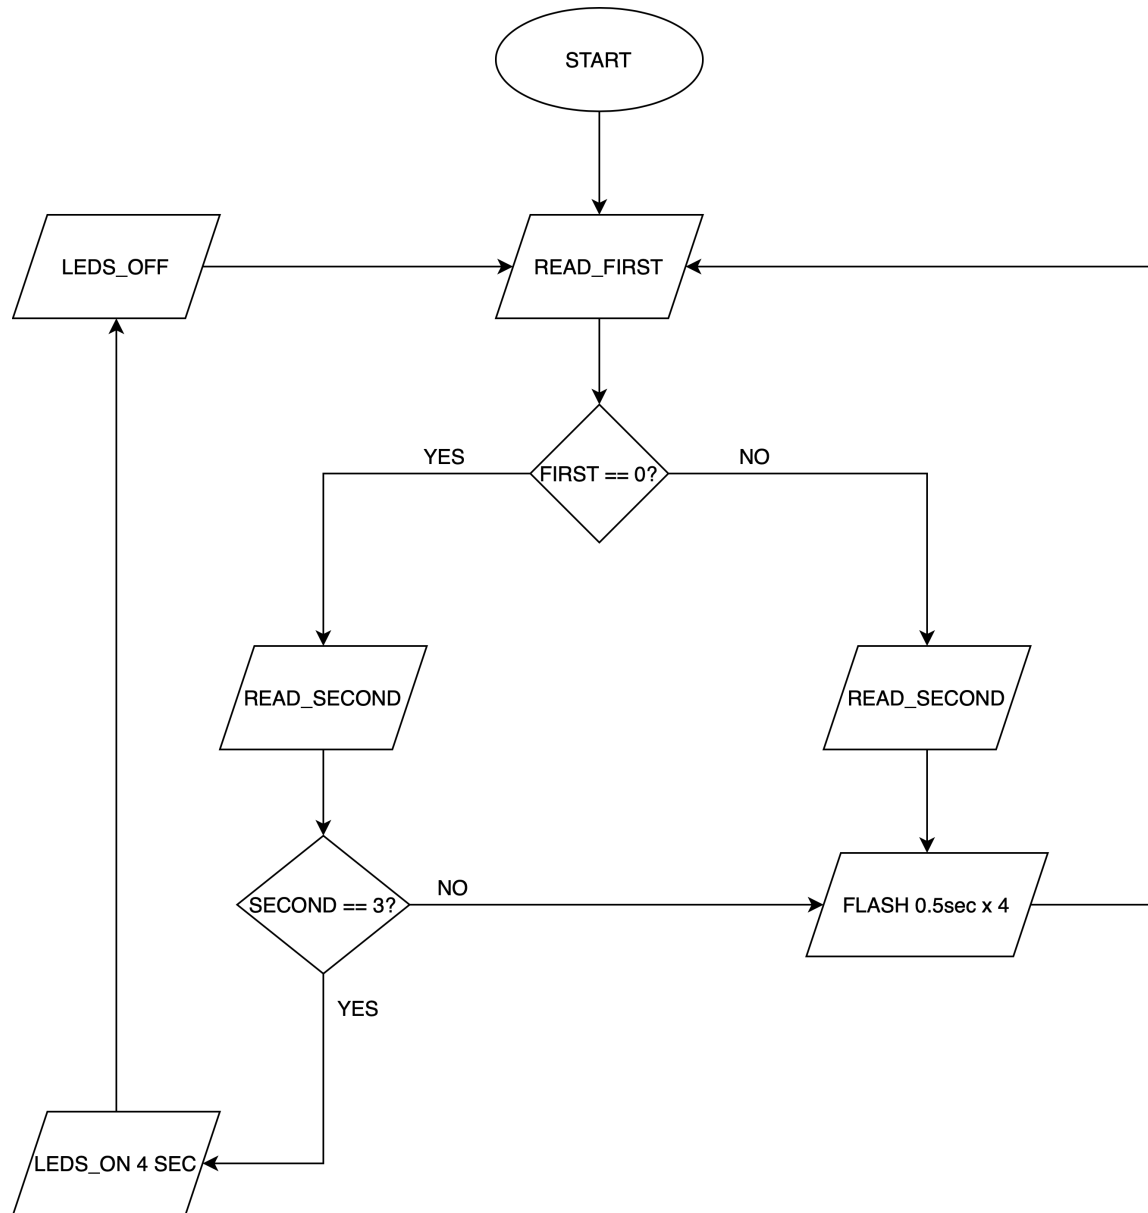 START
LEDS_OFF
READ_FIRST
YES
FIRST == 0?
NO
READ_SECOND
READ_SECOND
SECOND == 3?
NO
FLASH 0.5sec x 4
YES
LEDS_ON 4 SEC